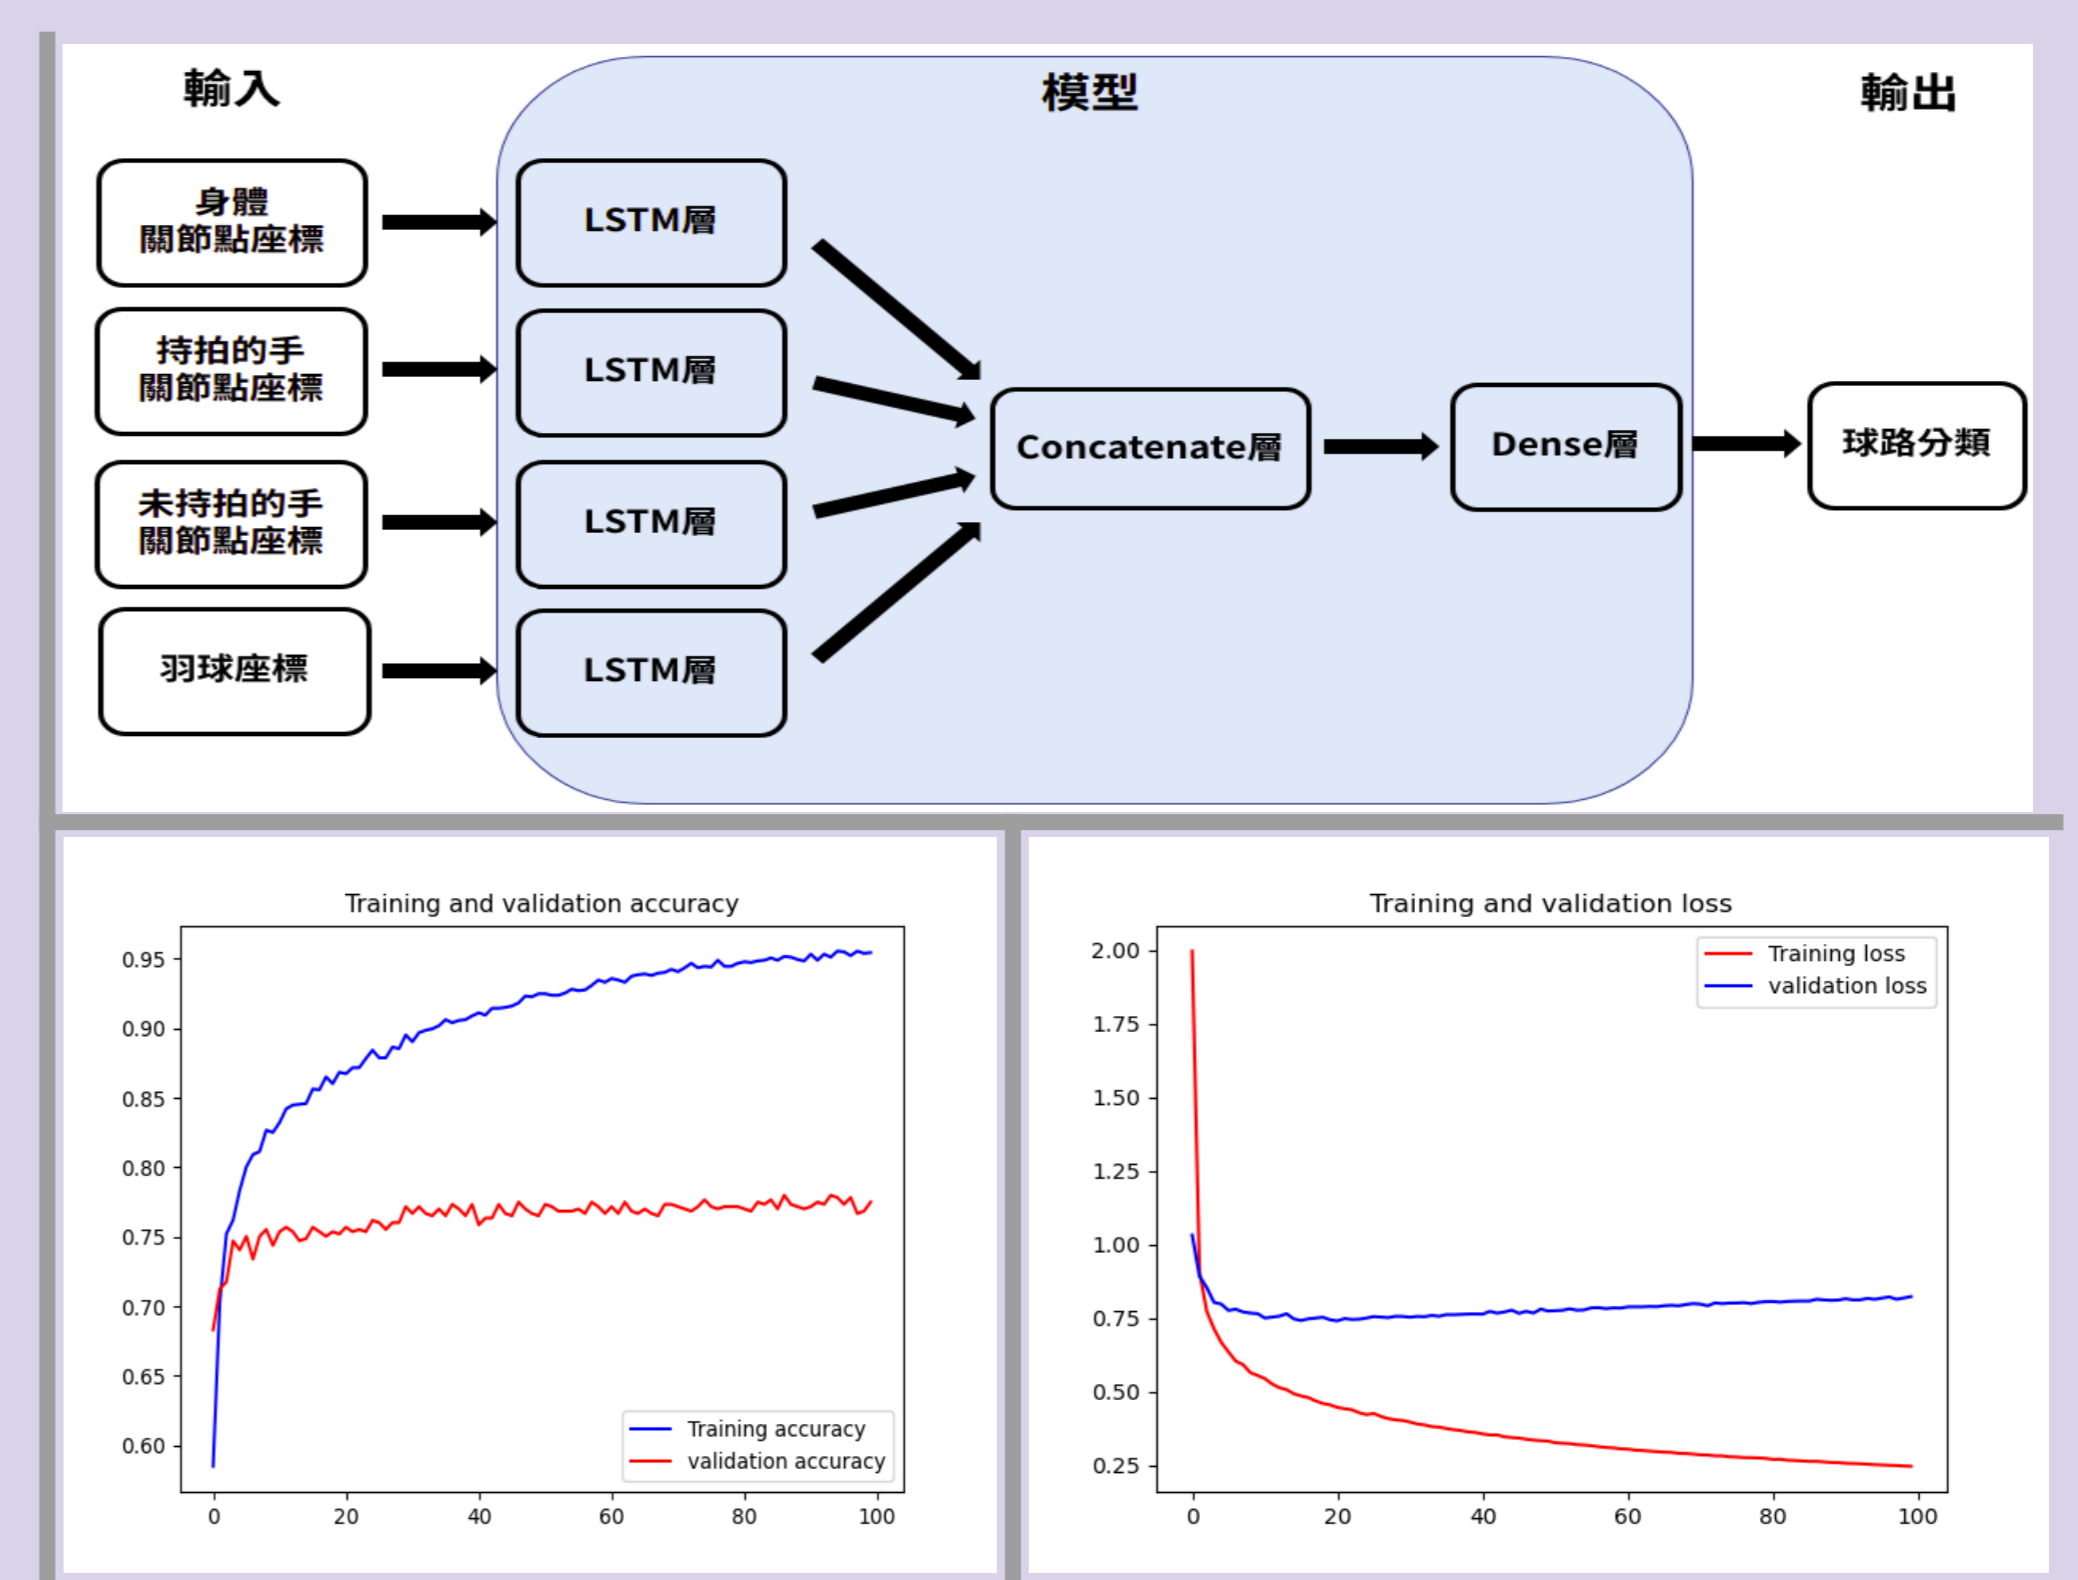 輸入
模型
輸出
身體
關節點座標
LSTM層
持拍的手
關節點座標
LSTM層
未持拍的手
關節點座標
LSTM層
羽球座標
LSTM層
Concatenate層
Dense層
球路分類
Training and validation accuracy
0.95
0.90
0.85
0.80
0.75
0.70
0.65
0.60
Training accuracy
validation accuracy
0
20
40
60
80
100
Training and validation loss
2.00
1.75
1.50
1.25
1.00
0.75
0.50
0.25
Training loss
validation loss
0
20
40
60
80
100